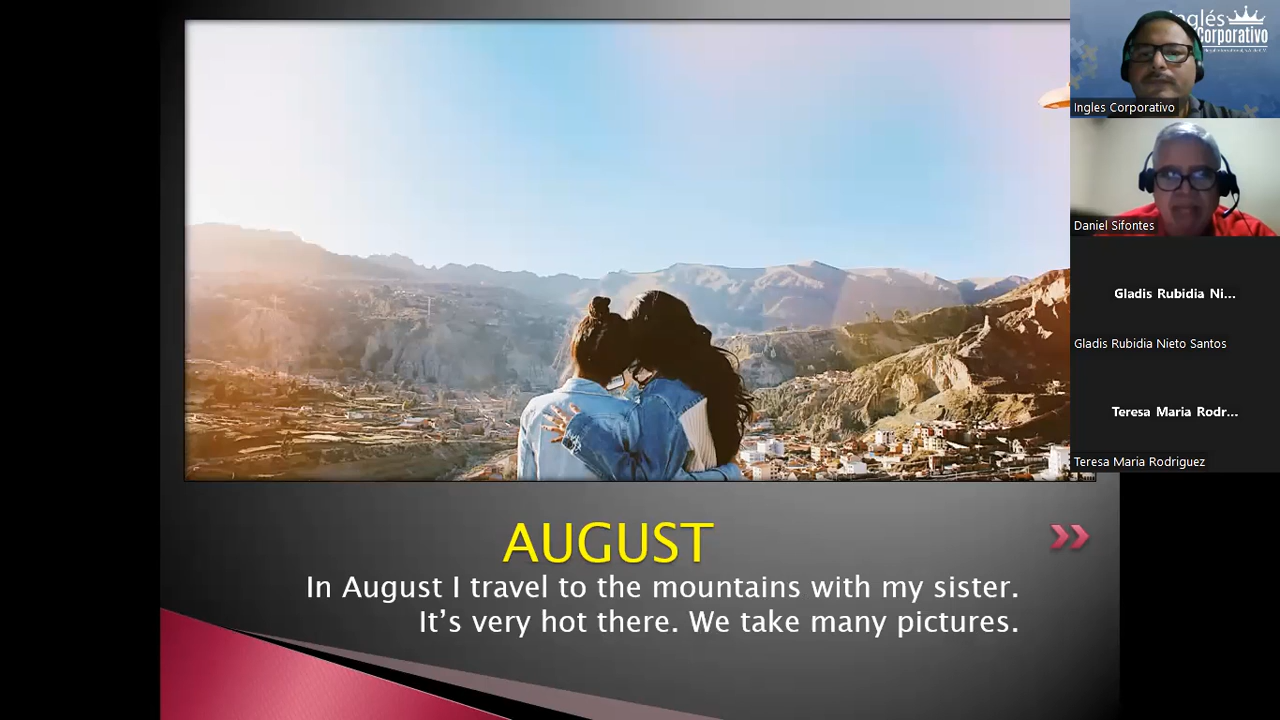 AUGUST
In August I travel to the mountains with my sister.
It's very hot there. We take many pictures.
inglés
Corporativo
Ingles Corporativo
Daniel Sifontes
Gladis Rubidia Ni...
Gladis Rubidia Nieto Santos
Teresa Maria Rodr...
Teresa Maria Rodriguez